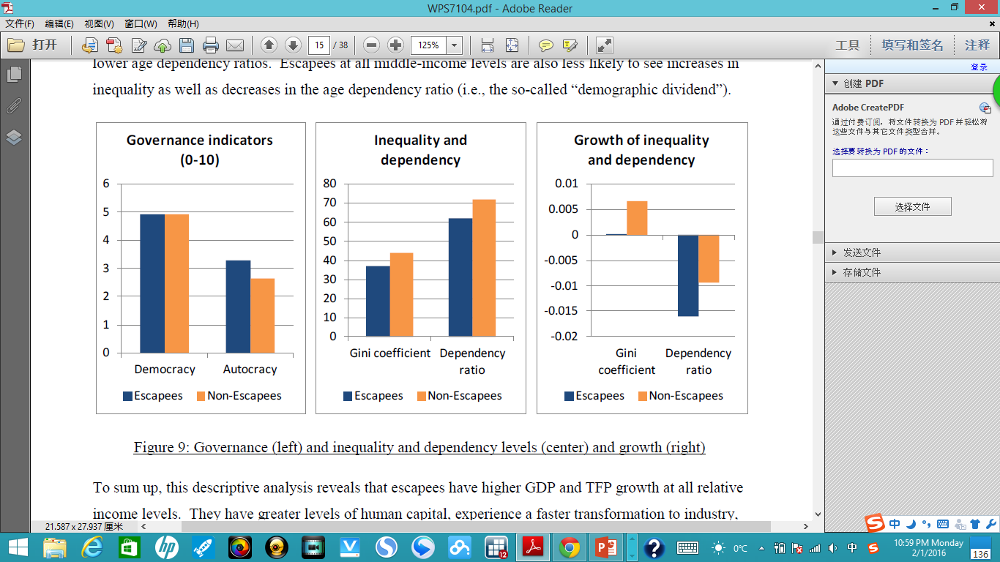 WPS7104.pdf - Adobe Reader
文件(F) 编辑(E) 视图(V) 窗口(W) 帮助(H)
打开 15 / 38 125% 工具 填写和签名 注释
登录
创建 PDF
Adobe CreatePDF
通过付费订阅，将文件转换为 PDF 并轻松将
这些文件与其它文件类型合并。
选择要转换为 PDF 的文件：
选择文件
发送文件
存储文件
lower age dependency ratios. Escapees at all middle-income levels are also less likely to see increases in
inequality as well as decreases in the age dependency ratio (i.e., the so-called “demographic dividend”).
Governance indicators
(0-10)
6
5
4
3
2
1
0
Democracy Autocracy
Escapees Non-Escapees
Inequality and
dependency
80
70
60
50
40
30
20
10
0
Gini coefficient Dependency
ratio
Escapees Non-Escapees
Growth of inequality
and dependency
0.01
0.005
0
-0.005
-0.01
-0.015
-0.02
Gini Dependency
coefficient ratio
Escapees Non-Escapees
Figure 9: Governance (left) and inequality and dependency levels (center) and growth (right)
To sum up, this descriptive analysis reveals that escapees have higher GDP and TFP growth at all relative
income levels. They have greater levels of human capital, experience a faster transformation to industry,
21.587 x 27.937 厘米
中
hp 12 0°C 中 10:59 PM Monday
2/1/2016
136